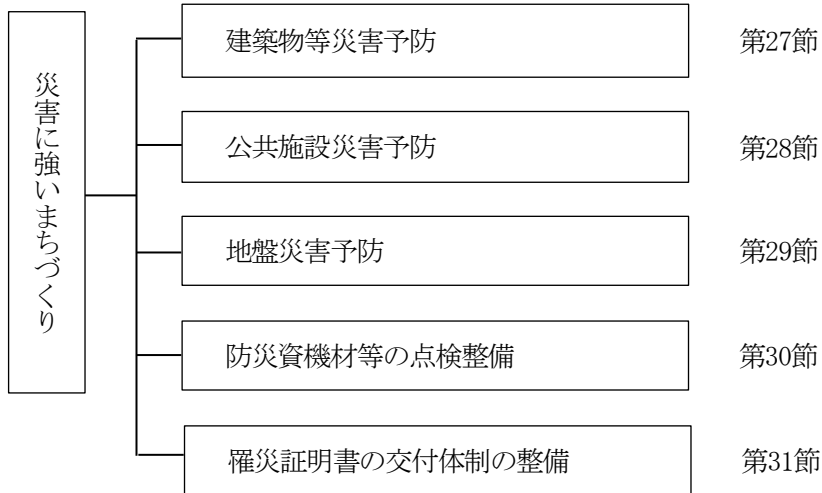 災害に強いまちづくり
建築物等災害予防 第27節
公共施設災害予防 第28節
地盤災害予防 第29節
防災資機材等の点検整備 第30節
罹災証明書の交付体制の整備 第31節